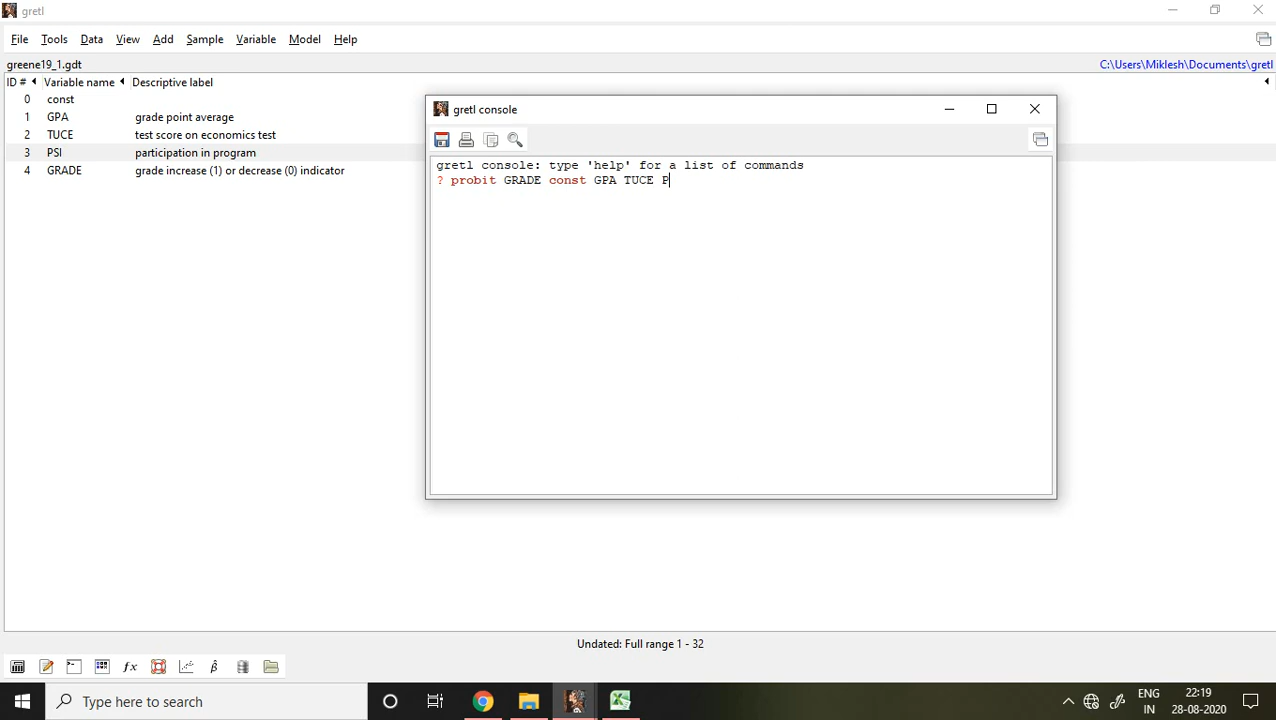 gretl
File Tools Data View Add Sample Variable Model Help
greene19_1.gdt C:\Users\Miklesh\Documents\gretl
ID # Variable name Descriptive label
0 const
1 GPA grade point average
2 TUCE test score on economics test
3 PSI participation in program
4 GRADE grade increase (1) or decrease (0) indicator
gretl console
gretl console: type 'help' for a list of commands
? probit GRADE const GPA TUCE P
Undated: Full range 1 - 32
fx β̂
Type here to search
ENG
IN
22:19
28-08-2020